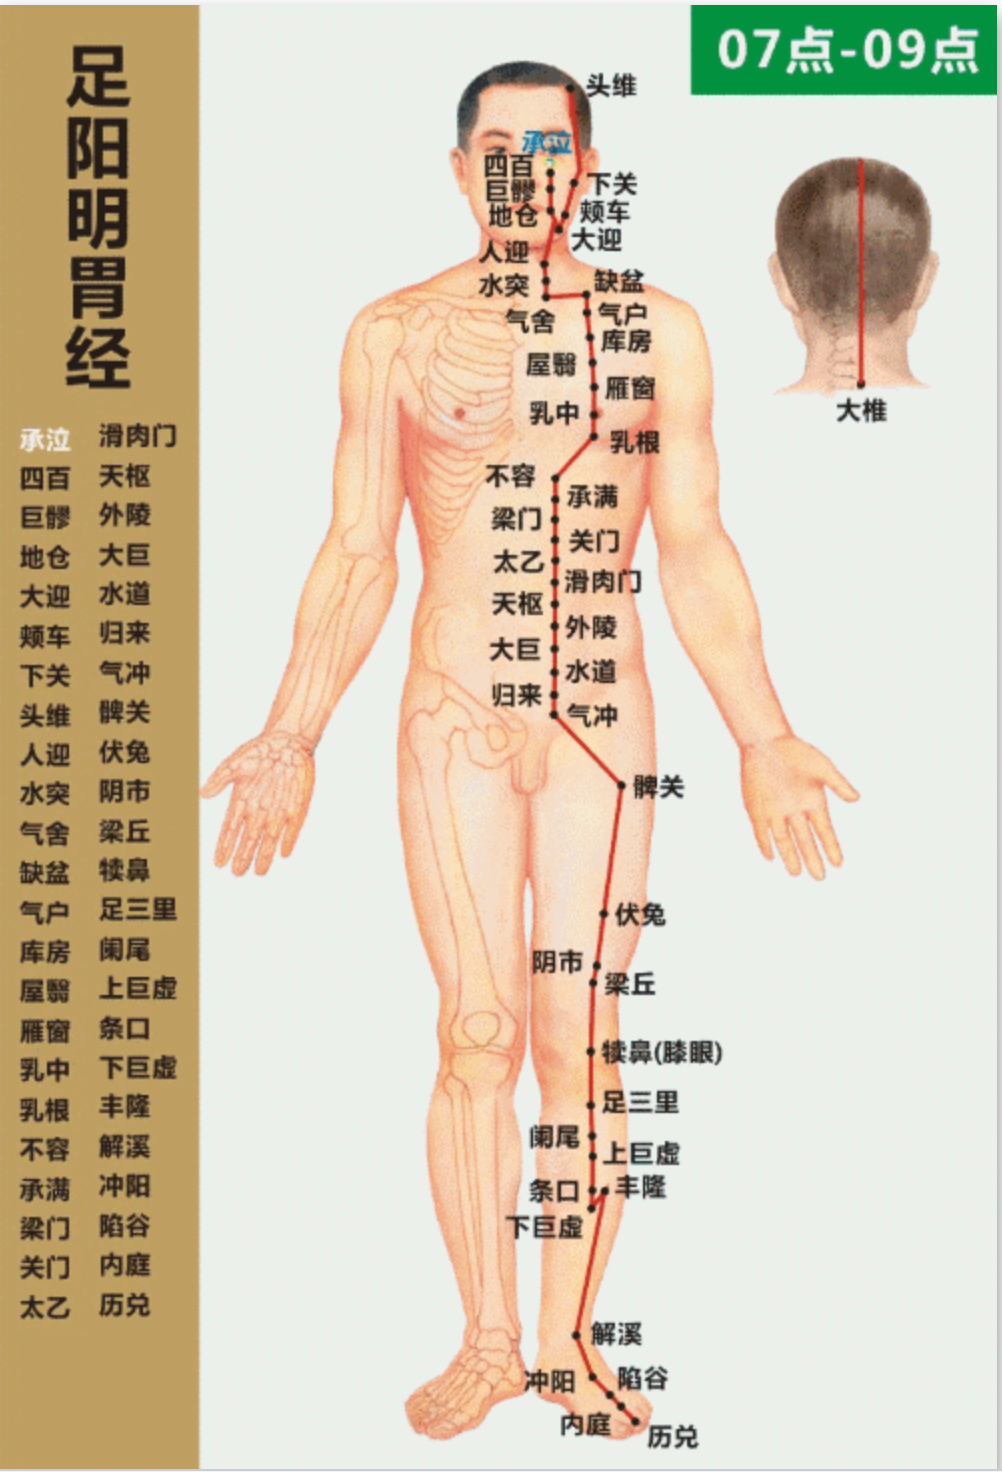 足阳明胃经
07点-09点
承泣 滑肉门
四百 天枢
巨髎 外陵
地仓 大巨
大迎 水道
颊车 归来
下关 气冲
头维 髀关
人迎 伏兔
水突 阴市
气舍 梁丘
缺盆 犊鼻
气户 足三里
库房 阑尾
屋翳 上巨虚
雁窗 条口
乳中 下巨虚
乳根 丰隆
不容 解溪
承满 冲阳
梁门 陷谷
关门 内庭
太乙 历兑
头维
承泣
四百
下关
巨髎
颊车
地仓
大迎
人迎
缺盆
水突
气户
气舍
库房
屋翳
雁窗
乳中
乳根
不容
承满
梁门
关门
太乙
滑肉门
天枢
外陵
大巨
水道
归来
气冲
髀关
伏兔
阴市
梁丘
犊鼻(膝眼)
足三里
阑尾
上巨虚
条口
丰隆
下巨虚
解溪
冲阳
陷谷
内庭
历兑
大椎